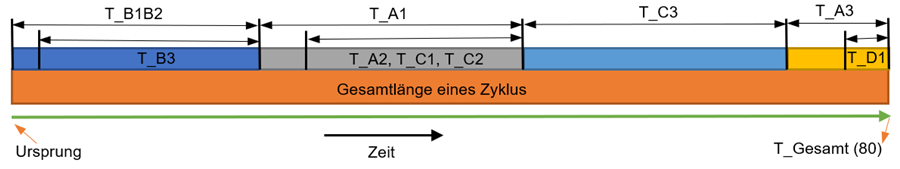 T_B1B2
T_A1
T_C3
T_A3
T_B3
T_A2, T_C1, T_C2
T_D1
Gesamtlänge eines Zyklus
Ursprung
Zeit
T_Gesamt (80)